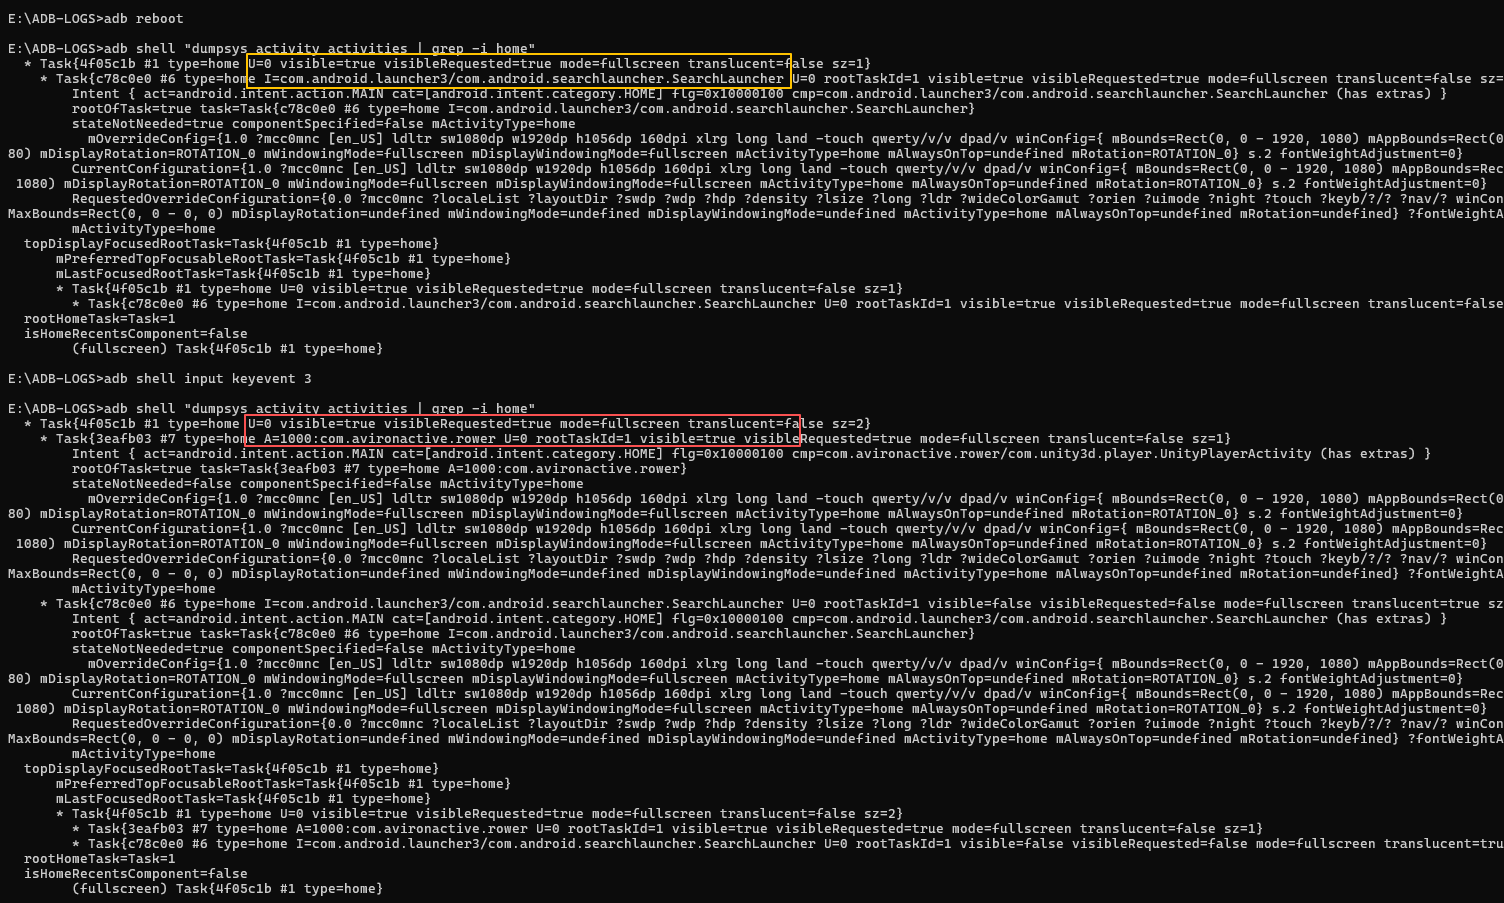 E:\ADB-LOGS>adb reboot
E:\ADB-LOGS>adb shell "dumpsys activity activities | grep -i home"
* Task{4f05c1b #1 type=home U=0 visible=true visibleRequested=true mode=fullscreen translucent=false sz=1}
* Task{c78c0e0 #6 type=home I=com.android.launcher3/com.android.searchlauncher.SearchLauncher U=0 rootTaskId=1 visible=true visibleRequested=true mode=fullscreen translucent=false sz=
Intent { act=android.intent.action.MAIN cat=[android.intent.category.HOME] flg=0x10000100 cmp=com.android.launcher3/com.android.searchlauncher.SearchLauncher (has extras) }
rootOfTask=true task=Task{c78c0e0 #6 type=home I=com.android.launcher3/com.android.searchlauncher.SearchLauncher}
stateNotNeeded=true componentSpecified=false mActivityType=home
mOverrideConfig={1.0 ?mcc0mnc [en_US] ldltr sw1080dp w1920dp h1056dp 160dpi xlrg long land -touch qwerty/v/v dpad/v winConfig={ mBounds=Rect(0, 0 - 1920, 1080) mAppBounds=Rect(0
80) mDisplayRotation=ROTATION_0 mWindowingMode=fullscreen mDisplayWindowingMode=fullscreen mActivityType=home mAlwaysOnTop=undefined mRotation=ROTATION_0} s.2 fontWeightAdjustment=0}
CurrentConfiguration={1.0 ?mcc0mnc [en_US] ldltr sw1080dp w1920dp h1056dp 160dpi xlrg long land -touch qwerty/v/v dpad/v winConfig={ mBounds=Rect(0, 0 - 1920, 1080) mAppBounds=Rec
1080) mDisplayRotation=ROTATION_0 mWindowingMode=fullscreen mDisplayWindowingMode=fullscreen mActivityType=home mAlwaysOnTop=undefined mRotation=ROTATION_0} s.2 fontWeightAdjustment=0}
RequestedOverrideConfiguration={0.0 ?mcc0mnc ?localeList ?layoutDir ?swdp ?wdp ?hdp ?density ?lsize ?long ?ldr ?wideColorGamut ?orien ?uimode ?night ?touch ?keyb/?/? ?nav/? winCon
MaxBounds=Rect(0, 0 - 0, 0) mDisplayRotation=undefined mWindowingMode=undefined mDisplayWindowingMode=undefined mActivityType=home mAlwaysOnTop=undefined mRotation=undefined} ?fontWeightA
mActivityType=home
topDisplayFocusedRootTask=Task{4f05c1b #1 type=home}
mPreferredTopFocusableRootTask=Task{4f05c1b #1 type=home}
mLastFocusedRootTask=Task{4f05c1b #1 type=home}
* Task{4f05c1b #1 type=home U=0 visible=true visibleRequested=true mode=fullscreen translucent=false sz=1}
* Task{c78c0e0 #6 type=home I=com.android.launcher3/com.android.searchlauncher.SearchLauncher U=0 rootTaskId=1 visible=true visibleRequested=true mode=fullscreen translucent=false
rootHomeTask=Task=1
isHomeRecentsComponent=false
(fullscreen) Task{4f05c1b #1 type=home}
E:\ADB-LOGS>adb shell input keyevent 3
E:\ADB-LOGS>adb shell "dumpsys activity activities | grep -i home"
* Task{4f05c1b #1 type=home U=0 visible=true visibleRequested=true mode=fullscreen translucent=false sz=2}
* Task{3eafb03 #7 type=home A=1000:com.avironactive.rower U=0 rootTaskId=1 visible=true visibleRequested=true mode=fullscreen translucent=false sz=1}
Intent { act=android.intent.action.MAIN cat=[android.intent.category.HOME] flg=0x10000100 cmp=com.avironactive.rower/com.unity3d.player.UnityPlayerActivity (has extras) }
rootOfTask=true task=Task{3eafb03 #7 type=home A=1000:com.avironactive.rower}
stateNotNeeded=false componentSpecified=false mActivityType=home
mOverrideConfig={1.0 ?mcc0mnc [en_US] ldltr sw1080dp w1920dp h1056dp 160dpi xlrg long land -touch qwerty/v/v dpad/v winConfig={ mBounds=Rect(0, 0 - 1920, 1080) mAppBounds=Rect(0
80) mDisplayRotation=ROTATION_0 mWindowingMode=fullscreen mDisplayWindowingMode=fullscreen mActivityType=home mAlwaysOnTop=undefined mRotation=ROTATION_0} s.2 fontWeightAdjustment=0}
CurrentConfiguration={1.0 ?mcc0mnc [en_US] ldltr sw1080dp w1920dp h1056dp 160dpi xlrg long land -touch qwerty/v/v dpad/v winConfig={ mBounds=Rect(0, 0 - 1920, 1080) mAppBounds=Rec
1080) mDisplayRotation=ROTATION_0 mWindowingMode=fullscreen mDisplayWindowingMode=fullscreen mActivityType=home mAlwaysOnTop=undefined mRotation=ROTATION_0} s.2 fontWeightAdjustment=0}
RequestedOverrideConfiguration={0.0 ?mcc0mnc ?localeList ?layoutDir ?swdp ?wdp ?hdp ?density ?lsize ?long ?ldr ?wideColorGamut ?orien ?uimode ?night ?touch ?keyb/?/? ?nav/? winCon
MaxBounds=Rect(0, 0 - 0, 0) mDisplayRotation=undefined mWindowingMode=undefined mDisplayWindowingMode=undefined mActivityType=home mAlwaysOnTop=undefined mRotation=undefined} ?fontWeightA
mActivityType=home
* Task{c78c0e0 #6 type=home I=com.android.launcher3/com.android.searchlauncher.SearchLauncher U=0 rootTaskId=1 visible=false visibleRequested=false mode=fullscreen translucent=true sz
Intent { act=android.intent.action.MAIN cat=[android.intent.category.HOME] flg=0x10000100 cmp=com.android.launcher3/com.android.searchlauncher.SearchLauncher (has extras) }
rootOfTask=true task=Task{c78c0e0 #6 type=home I=com.android.launcher3/com.android.searchlauncher.SearchLauncher}
stateNotNeeded=true componentSpecified=false mActivityType=home
mOverrideConfig={1.0 ?mcc0mnc [en_US] ldltr sw1080dp w1920dp h1056dp 160dpi xlrg long land -touch qwerty/v/v dpad/v winConfig={ mBounds=Rect(0, 0 - 1920, 1080) mAppBounds=Rect(0
80) mDisplayRotation=ROTATION_0 mWindowingMode=fullscreen mDisplayWindowingMode=fullscreen mActivityType=home mAlwaysOnTop=undefined mRotation=ROTATION_0} s.2 fontWeightAdjustment=0}
CurrentConfiguration={1.0 ?mcc0mnc [en_US] ldltr sw1080dp w1920dp h1056dp 160dpi xlrg long land -touch qwerty/v/v dpad/v winConfig={ mBounds=Rect(0, 0 - 1920, 1080) mAppBounds=Rec
1080) mDisplayRotation=ROTATION_0 mWindowingMode=fullscreen mDisplayWindowingMode=fullscreen mActivityType=home mAlwaysOnTop=undefined mRotation=ROTATION_0} s.2 fontWeightAdjustment=0}
RequestedOverrideConfiguration={0.0 ?mcc0mnc ?localeList ?layoutDir ?swdp ?wdp ?hdp ?density ?lsize ?long ?ldr ?wideColorGamut ?orien ?uimode ?night ?touch ?keyb/?/? ?nav/? winCon
MaxBounds=Rect(0, 0 - 0, 0) mDisplayRotation=undefined mWindowingMode=undefined mDisplayWindowingMode=undefined mActivityType=home mAlwaysOnTop=undefined mRotation=undefined} ?fontWeightA
mActivityType=home
topDisplayFocusedRootTask=Task{4f05c1b #1 type=home}
mPreferredTopFocusableRootTask=Task{4f05c1b #1 type=home}
mLastFocusedRootTask=Task{4f05c1b #1 type=home}
* Task{4f05c1b #1 type=home U=0 visible=true visibleRequested=true mode=fullscreen translucent=false sz=2}
* Task{3eafb03 #7 type=home A=1000:com.avironactive.rower U=0 rootTaskId=1 visible=true visibleRequested=true mode=fullscreen translucent=false sz=1}
* Task{c78c0e0 #6 type=home I=com.android.launcher3/com.android.searchlauncher.SearchLauncher U=0 rootTaskId=1 visible=false visibleRequested=false mode=fullscreen translucent=tru
rootHomeTask=Task=1
isHomeRecentsComponent=false
(fullscreen) Task{4f05c1b #1 type=home}